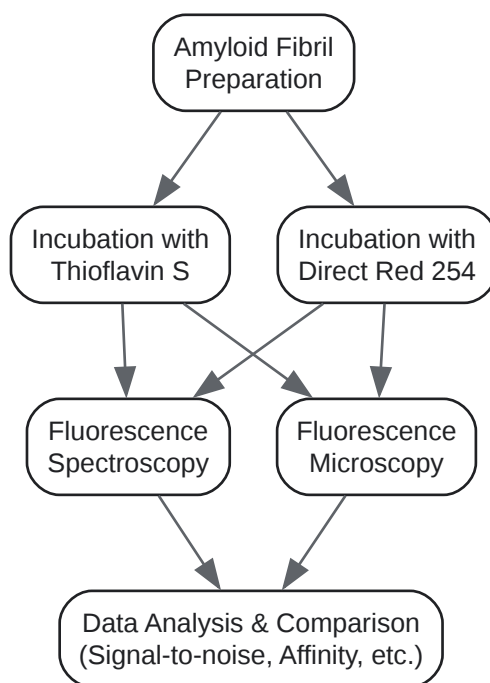 Amyloid Fibril
Preparation
Incubation with
Thioflavin S
Incubation with
Direct Red 254
Fluorescence
Spectroscopy
Fluorescence
Microscopy
Data Analysis & Comparison
(Signal-to-noise, Affinity, etc.)